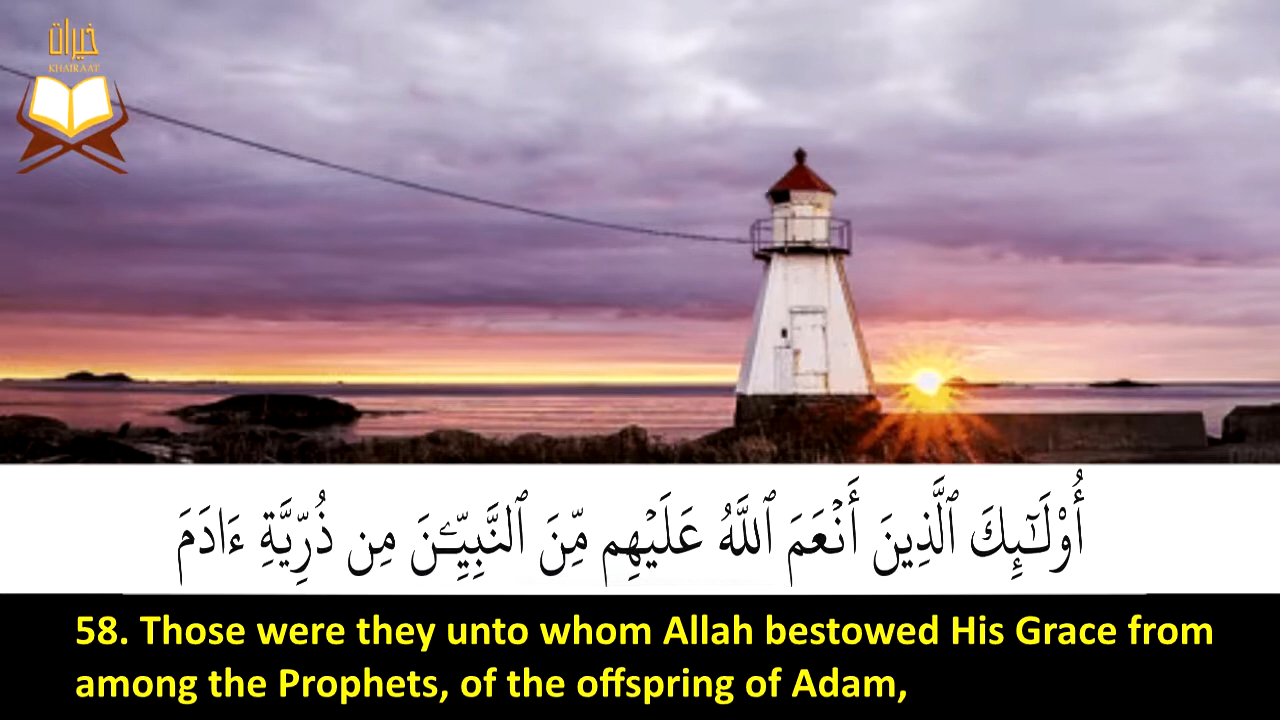 خيرات
KHAIRAAT
أُو۟لَـٰٓئِكَ ٱلَّذِينَ أَنْعَمَ ٱللَّهُ عَلَيْهِم مِّنَ ٱلنَّبِيِّـۧنَ مِن ذُرِّيَّةِ ءَادَمَ
58. Those were they unto whom Allah bestowed His Grace from
among the Prophets, of the offspring of Adam,